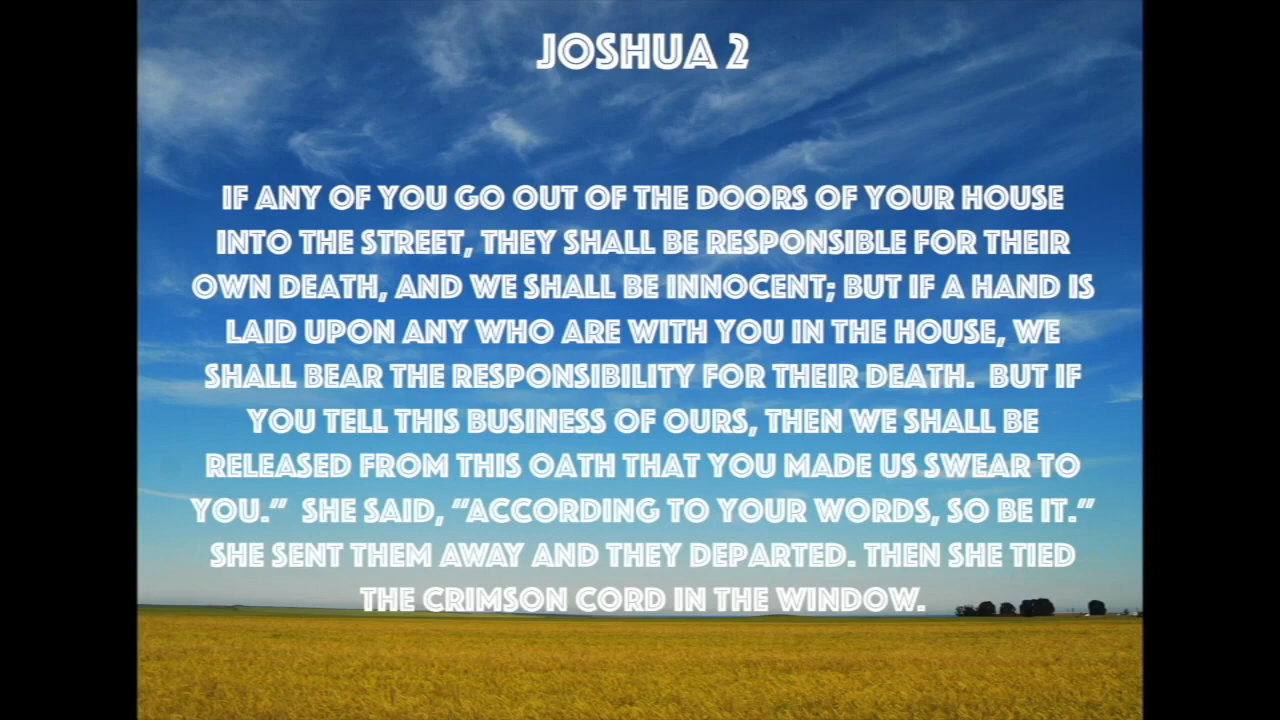 JOSHUA 2
IF ANY OF YOU GO OUT OF THE DOORS OF YOUR HOUSE
INTO THE STREET, THEY SHALL BE RESPONSIBLE FOR THEIR
OWN DEATH, AND WE SHALL BE INNOCENT; BUT IF A HAND IS
LAID UPON ANY WHO ARE WITH YOU IN THE HOUSE, WE
SHALL BEAR THE RESPONSIBILITY FOR THEIR DEATH.  BUT IF
YOU TELL THIS BUSINESS OF OURS, THEN WE SHALL BE
RELEASED FROM THIS OATH THAT YOU MADE US SWEAR TO
YOU.”  SHE SAID, “ACCORDING TO YOUR WORDS, SO BE IT.”
SHE SENT THEM AWAY AND THEY DEPARTED. THEN SHE TIED
THE CRIMSON CORD IN THE WINDOW.